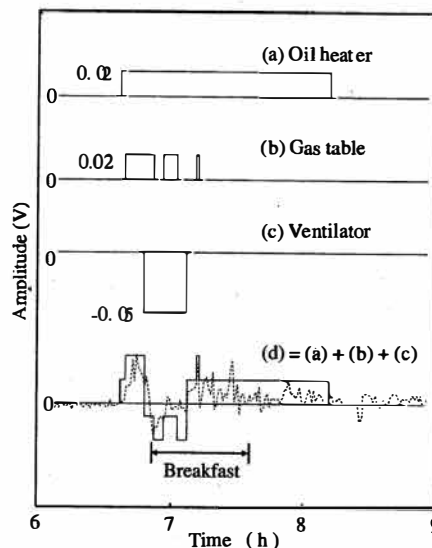 (a) Oil heater
0.02
0
(b) Gas table
0.02
0
(c) Ventilator
0
-0.05
(d) = (a) + (b) + (c)
0
Breakfast
Amplitude (V)
6 7 8 9
Time (h)